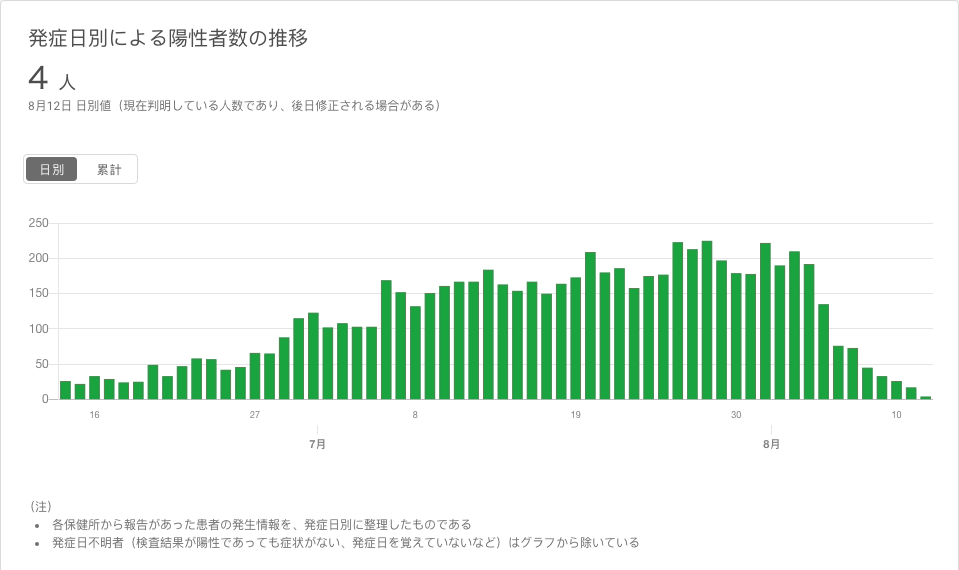 発症日別による陽性者数の推移
4 人
8月12日 日別値（現在判明している人数であり、後日修正される場合がある）
日別 累計
250
200
150
100
50
0
16 27 8 19 30 10
7月 8月
（注）
• 各保健所から報告があった患者の発生情報を、発症日別に整理したものである
• 発症日不明者（検査結果が陽性であっても症状がない、発症日を覚えていないなど）はグラフから除いている